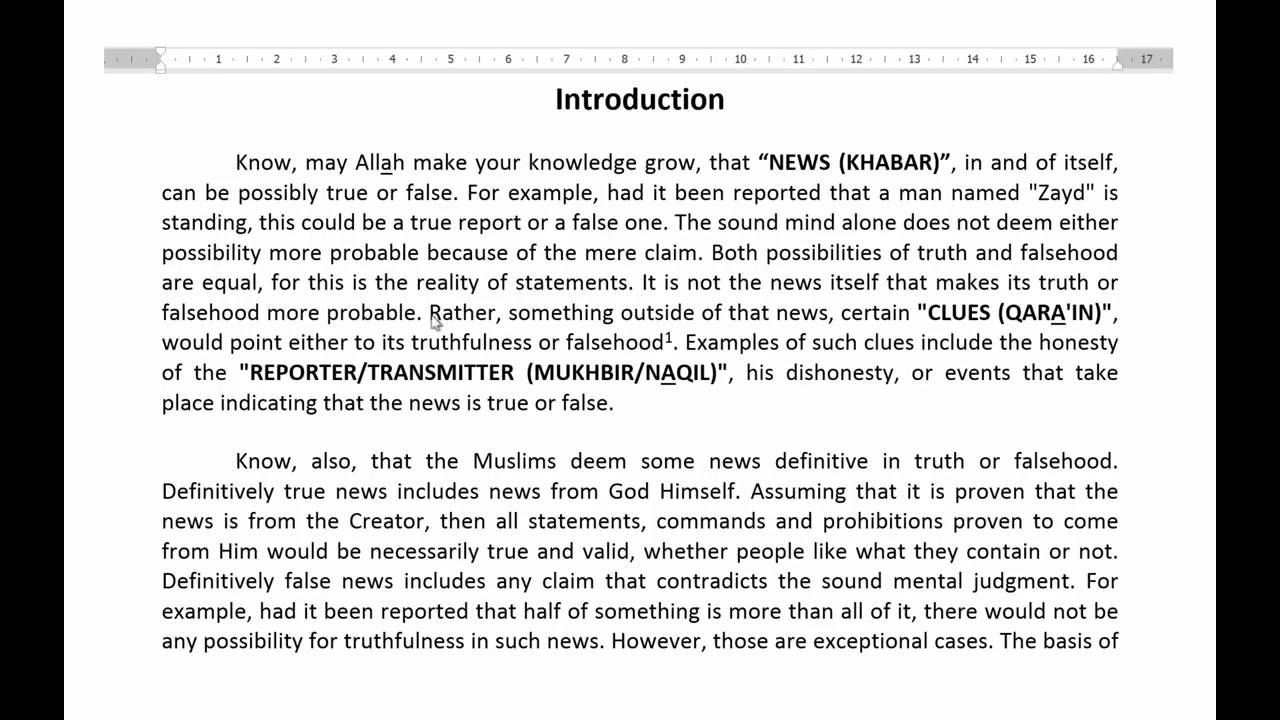 1 2 3 4 5 6 7 8 9 10 11 12 13 14 15 16 17
Introduction
Know, may Allah make your knowledge grow, that “NEWS (KHABAR)”, in and of itself,
can be possibly true or false. For example, had it been reported that a man named "Zayd" is
standing, this could be a true report or a false one. The sound mind alone does not deem either
possibility more probable because of the mere claim. Both possibilities of truth and falsehood
are equal, for this is the reality of statements. It is not the news itself that makes its truth or
falsehood more probable. Rather, something outside of that news, certain "CLUES (QARA'IN)",
would point either to its truthfulness or falsehood¹. Examples of such clues include the honesty
of the "REPORTER/TRANSMITTER (MUKHBIR/NAQIL)", his dishonesty, or events that take
place indicating that the news is true or false.
Know, also, that the Muslims deem some news definitive in truth or falsehood.
Definitively true news includes news from God Himself. Assuming that it is proven that the
news is from the Creator, then all statements, commands and prohibitions proven to come
from Him would be necessarily true and valid, whether people like what they contain or not.
Definitively false news includes any claim that contradicts the sound mental judgment. For
example, had it been reported that half of something is more than all of it, there would not be
any possibility for truthfulness in such news. However, those are exceptional cases. The basis of